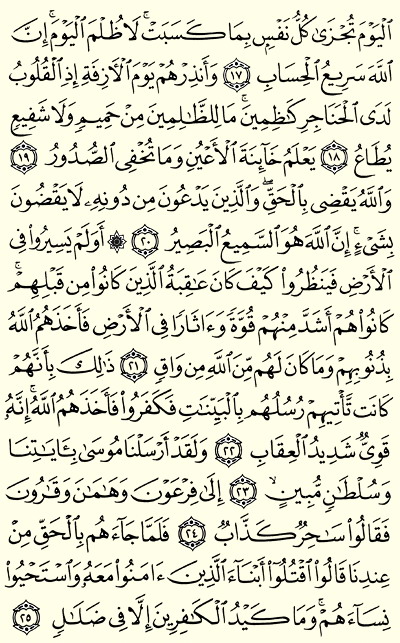 ٱلۡيَوۡمَ تُجۡزَىٰ كُلُّ نَفۡسِۭ بِمَا كَسَبَتۡۚ لَا ظُلۡمَ ٱلۡيَوۡمَۚ إِنَّ
ٱللَّهَ سَرِيعُ ٱلۡحِسَابِ ١٧ وَأَنذِرۡهُمۡ يَوۡمَ ٱلۡأٓزِفَةِ إِذِ ٱلۡقُلُوبُ
لَدَى ٱلۡحَنَاجِرِ كَٰظِمِينَۚ مَا لِلظَّٰلِمِينَ مِنۡ حَمِيمٖ وَلَا شَفِيعٖ
يُطَاعُ ١٨ يَعۡلَمُ خَآئِنَةَ ٱلۡأَعۡيُنِ وَمَا تُخۡفِي ٱلصُّدُورُ ١٩
وَٱللَّهُ يَقۡضِي بِٱلۡحَقِّۖ وَٱلَّذِينَ يَدۡعُونَ مِن دُونِهِۦ لَا يَقۡضُونَ
بِشَيۡءٍۗ إِنَّ ٱللَّهَ هُوَ ٱلسَّمِيعُ ٱلۡبَصِيرُ ٢٠ ۞ أَوَلَمۡ يَسِيرُواْ فِي
ٱلۡأَرۡضِ فَيَنظُرُواْ كَيۡفَ كَانَ عَٰقِبَةُ ٱلَّذِينَ كَانُواْ مِن قَبۡلِهِمۡۚ
كَانُواْ هُمۡ أَشَدَّ مِنۡهُمۡ قُوَّةٗ وَءَاثَارٗا فِي ٱلۡأَرۡضِ فَأَخَذَهُمُ ٱللَّهُ
بِذُنُوبِهِمۡ وَمَا كَانَ لَهُم مِّنَ ٱللَّهِ مِن وَاقٖ ٢١ ذَٰلِكَ بِأَنَّهُمۡ
كَانَت تَّأۡتِيهِمۡ رُسُلُهُم بِٱلۡبَيِّنَٰتِ فَكَفَرُواْ فَأَخَذَهُمُ ٱللَّهُۚ إِنَّهُۥ
قَوِيّٞ شَدِيدُ ٱلۡعِقَابِ ٢٢ وَلَقَدۡ أَرۡسَلۡنَا مُوسَىٰ بِـَٔايَٰتِنَا
وَسُلۡطَٰنٖ مُّبِينٍ ٢٣ إِلَىٰ فِرۡعَوۡنَ وَهَٰمَٰنَ وَقَٰرُونَ
فَقَالُواْ سَٰحِرٞ كَذَّابٞ ٢٤ فَلَمَّا جَآءَهُم بِٱلۡحَقِّ مِنۡ
عِندِنَا قَالُواْ ٱقۡتُلُوٓاْ أَبۡنَآءَ ٱلَّذِينَ ءَامَنُواْ مَعَهُۥ وَٱسۡتَحۡيُواْ
نِسَآءَهُمۡۚ وَمَا كَيۡدُ ٱلۡكَٰفِرِينَ إِلَّا فِي ضَلَٰلٖ ٢٥